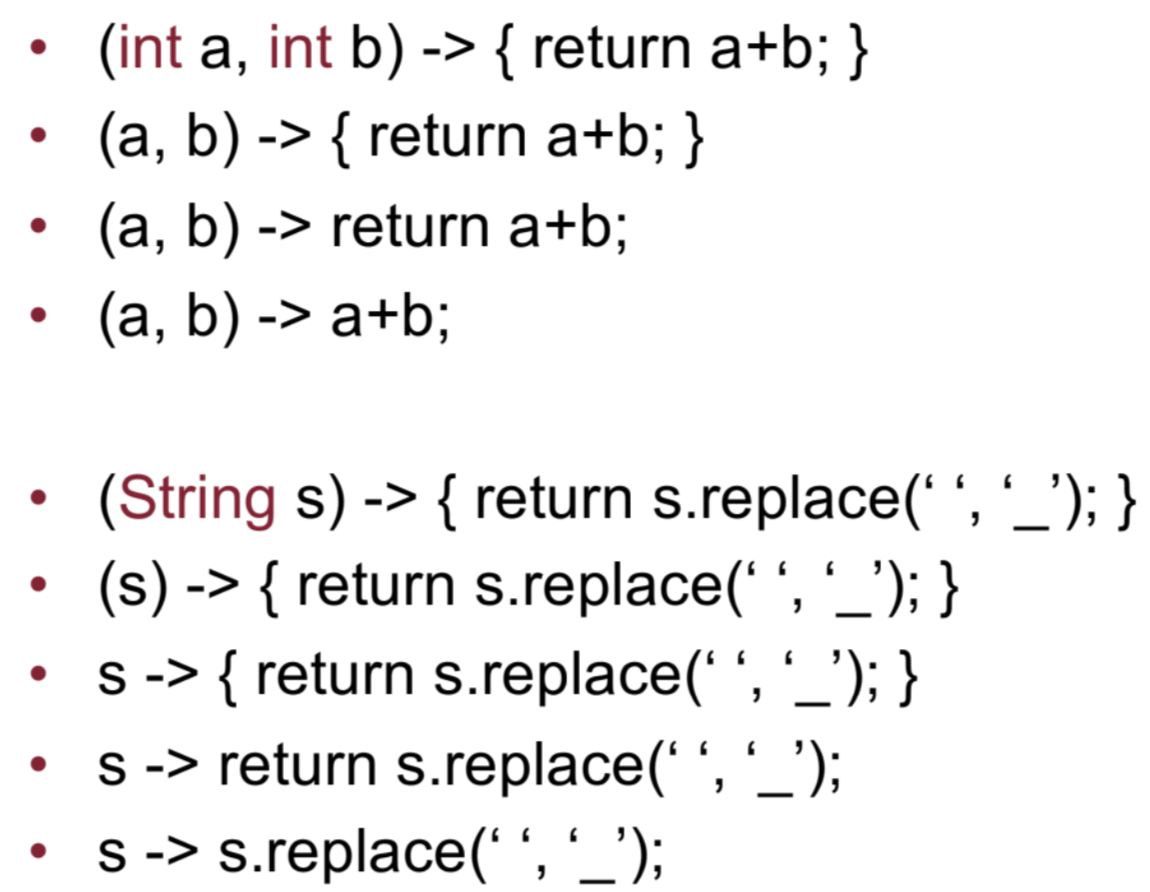 • (int a, int b) -> { return a+b; }
• (a, b) -> { return a+b; }
• (a, b) -> return a+b;
• (a, b) -> a+b;
• (String s) -> { return s.replace(‘ ‘, ‘_’); }
• (s) -> { return s.replace(‘ ‘, ‘_’); }
• s -> { return s.replace(‘ ‘, ‘_’); }
• s -> return s.replace(‘ ‘, ‘_’);
• s -> s.replace(‘ ‘, ‘_’);